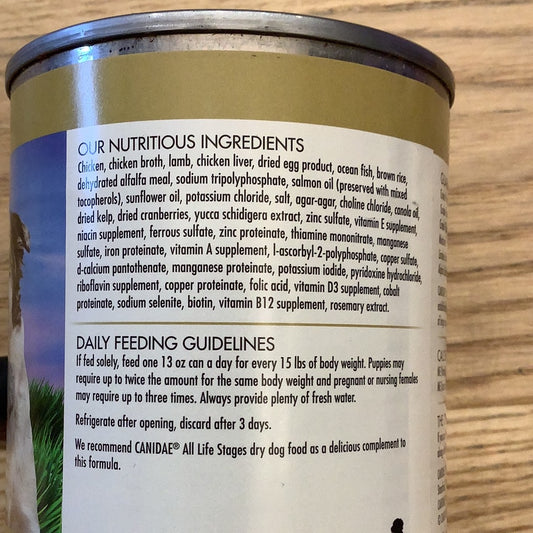 OUR NUTRITIOUS INGREDIENTS
Chicken, chicken broth, lamb, chicken liver, dried egg product, ocean fish, brown rice,
dehydrated alfalfa meal, sodium tripolyphosphate, salmon oil (preserved with mixed
tocopherols), sunflower oil, potassium chloride, salt, agar-agar, choline chloride, canola oil,
dried kelp, dried cranberries, yucca schidigera extract, zinc sulfate, vitamin E supplement,
niacin supplement, ferrous sulfate, zinc proteinate, thiamine mononitrate, manganese
sulfate, iron proteinate, vitamin A supplement, l-ascorbyl-2-polyphosphate, copper sulfate,
d-calcium pantothenate, manganese proteinate, potassium iodide, pyridoxine hydrochloride,
riboflavin supplement, copper proteinate, folic acid, vitamin D3 supplement, cobalt
proteinate, sodium selenite, biotin, vitamin B12 supplement, rosemary extract.
DAILY FEEDING GUIDELINES
If fed solely, feed one 13 oz can a day for every 15 lbs of body weight. Puppies may
require up to twice the amount for the same body weight and pregnant or nursing females
may require up to three times. Always provide plenty of fresh water.
Refrigerate after opening, discard after 3 days.
We recommend CANIDAE® All Life Stages dry dog food as a delicious complement to
this formula.